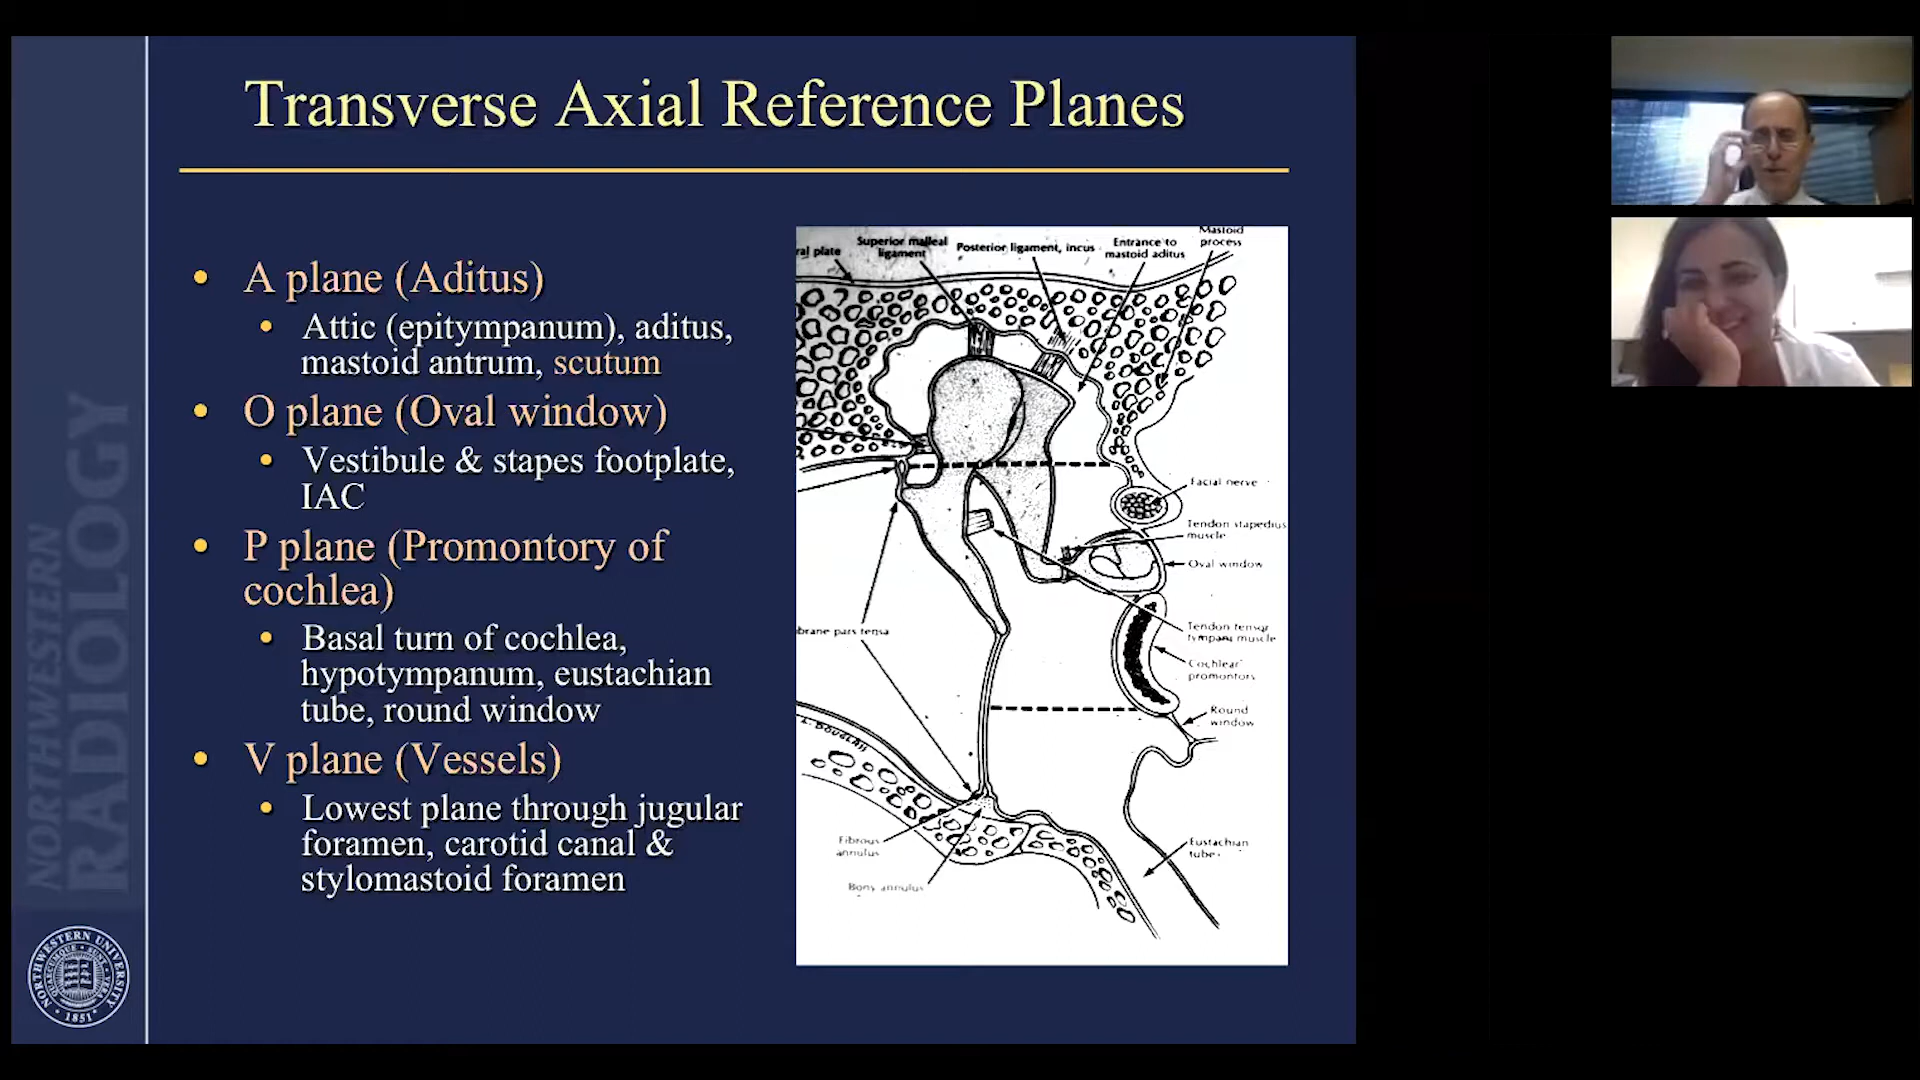 Transverse Axial Reference Planes
A plane (Aditus)
Attic (epitympanum), aditus,
mastoid antrum, scutum
O plane (Oval window)
Vestibule & stapes footplate,
IAC
P plane (Promontory of
cochlea)
Basal turn of cochlea,
hypotympanum, eustachian
tube, round window
V plane (Vessels)
Lowest plane through jugular
foramen, carotid canal &
stylomastoid foramen
ral plate
Superior malleal
ligament
Posterior ligament, incus
Entrance to
mastoid aditus
Mastoid
process
Facial nerve
Tendon stapedius
muscle
Oval window
Tendon tensor
tympani muscle
Cochlear
promontory
Round
window
Eustachian
tube
brane pars tensa
Fibrous
annulus
Bony annulus
L. DOUGLASS
NORTHWESTERN
RADIOLOGY
NORTHWESTERN UNIVERSITY
1851